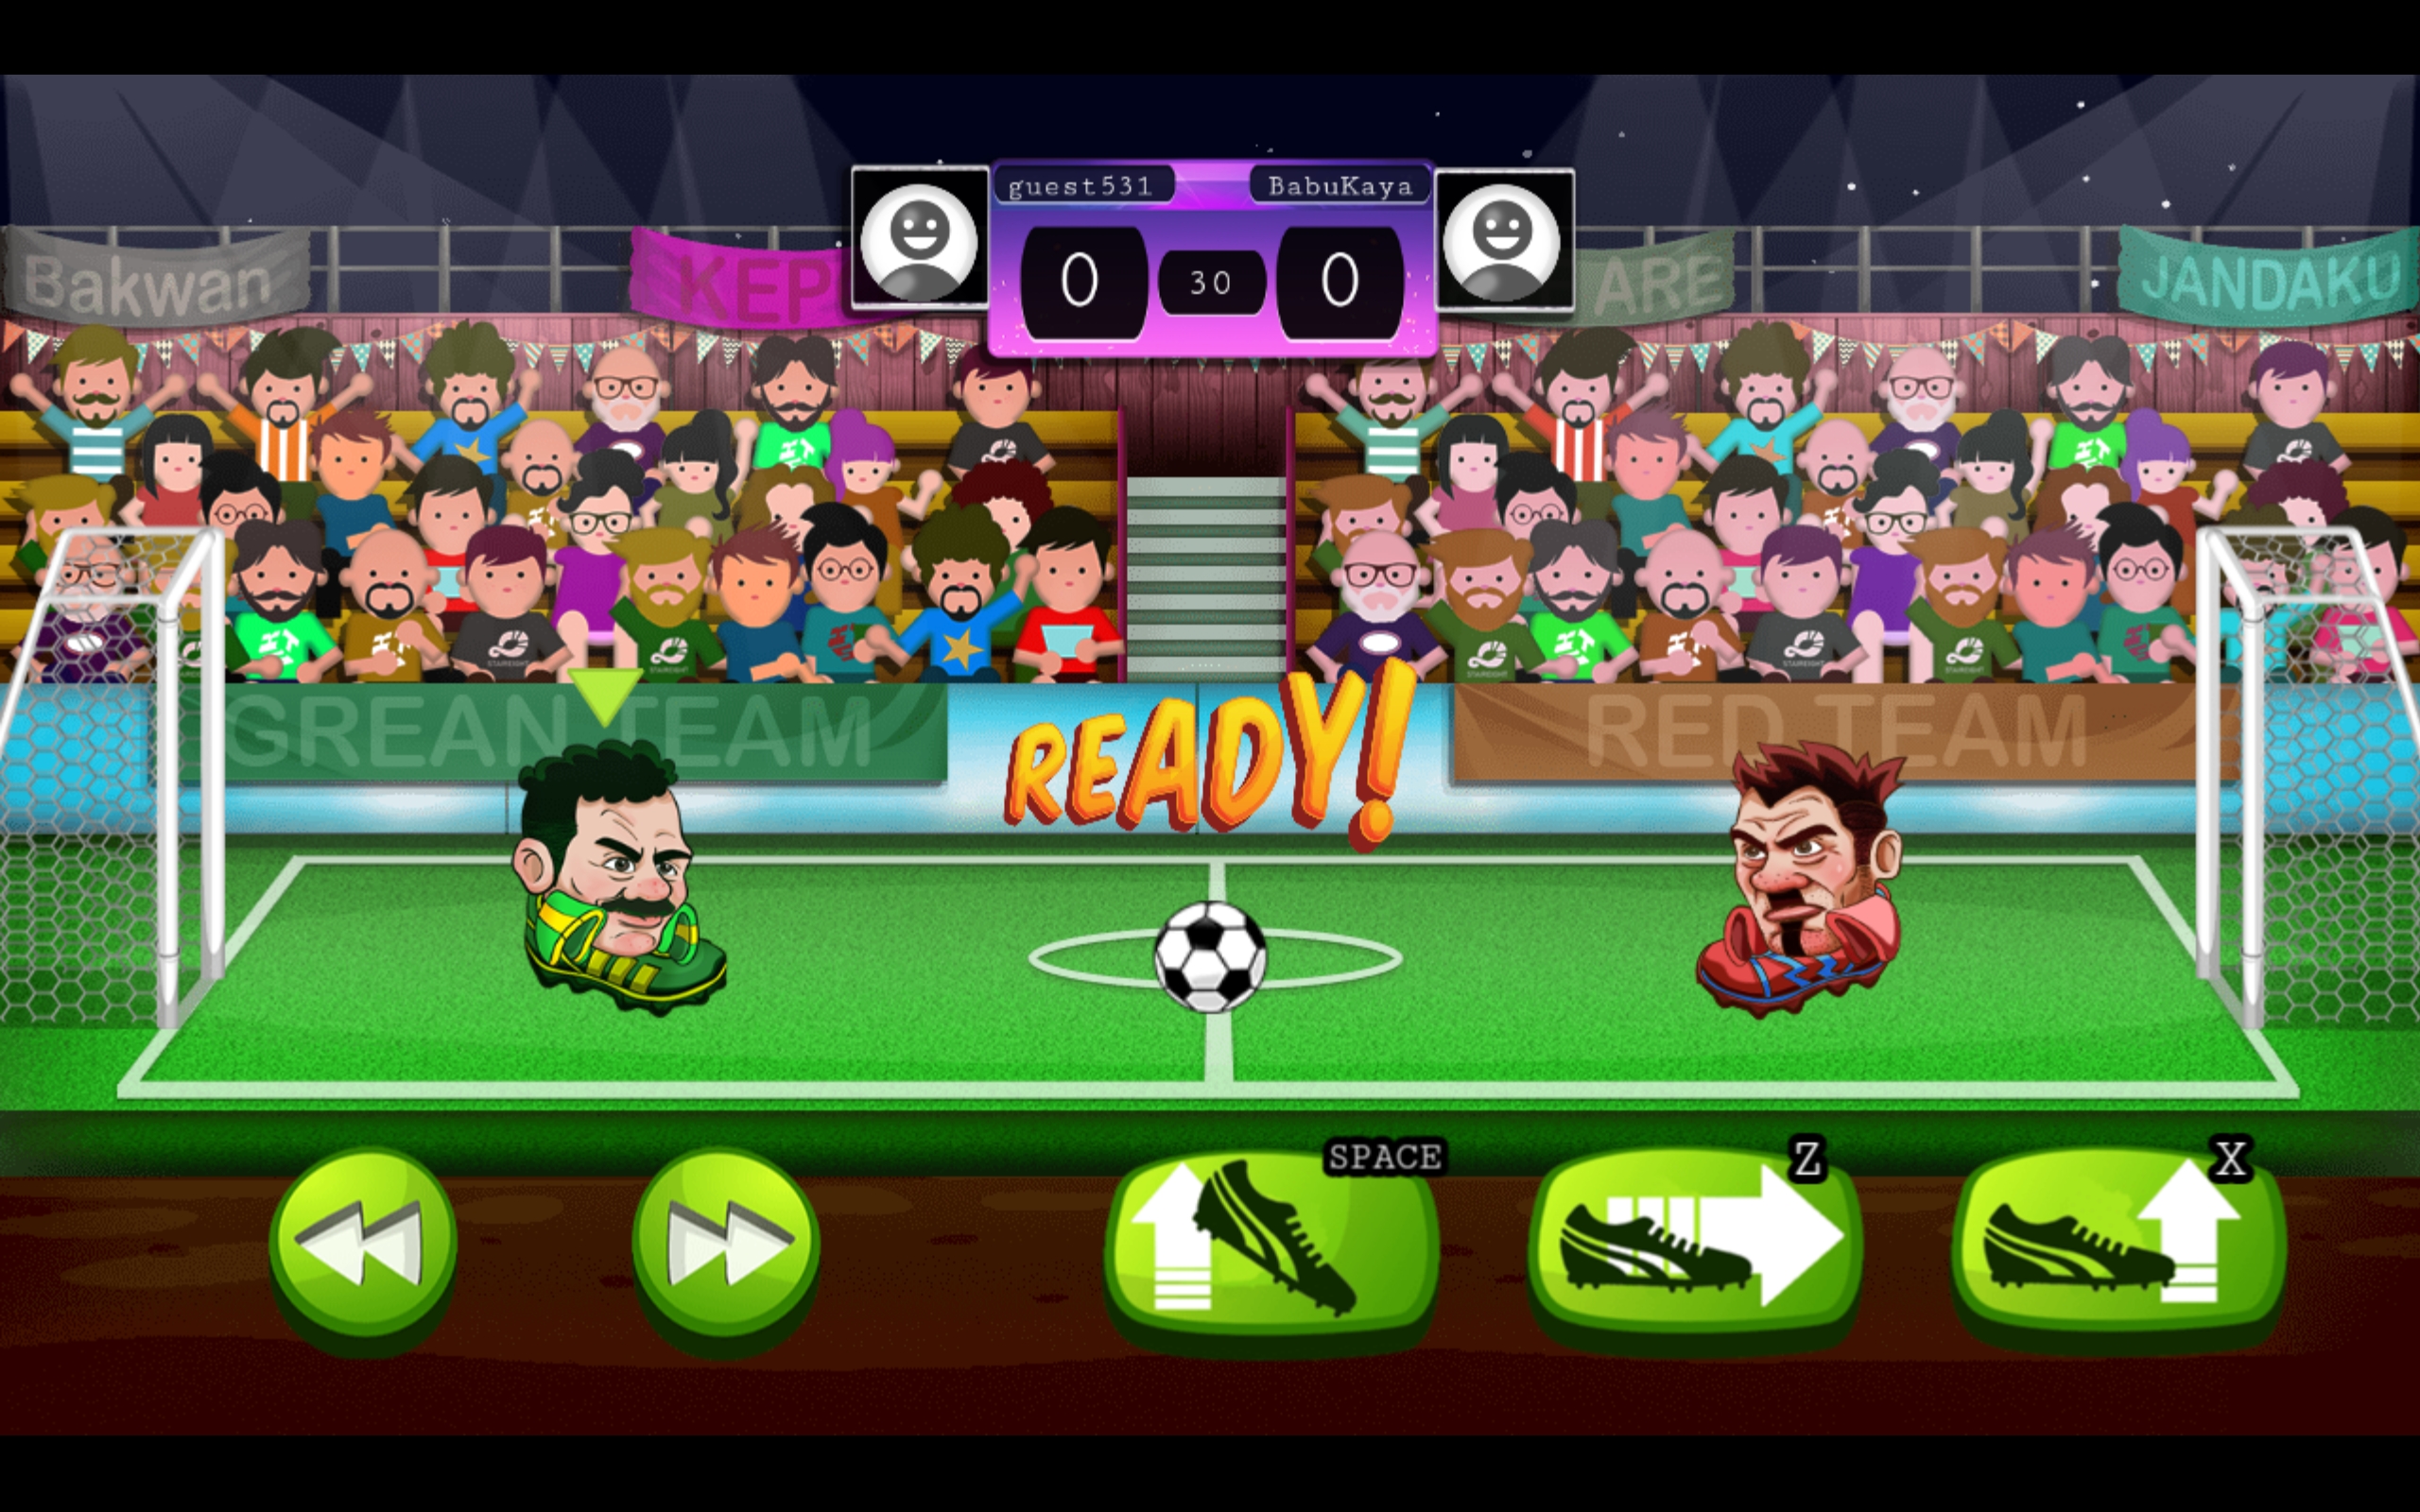 guest531
BabuKaya
0
30
0
Bakwan
KEP
ARE
JANDAKU
GREAN TEAM
READY!
RED TEAM
SPACE
Z
X